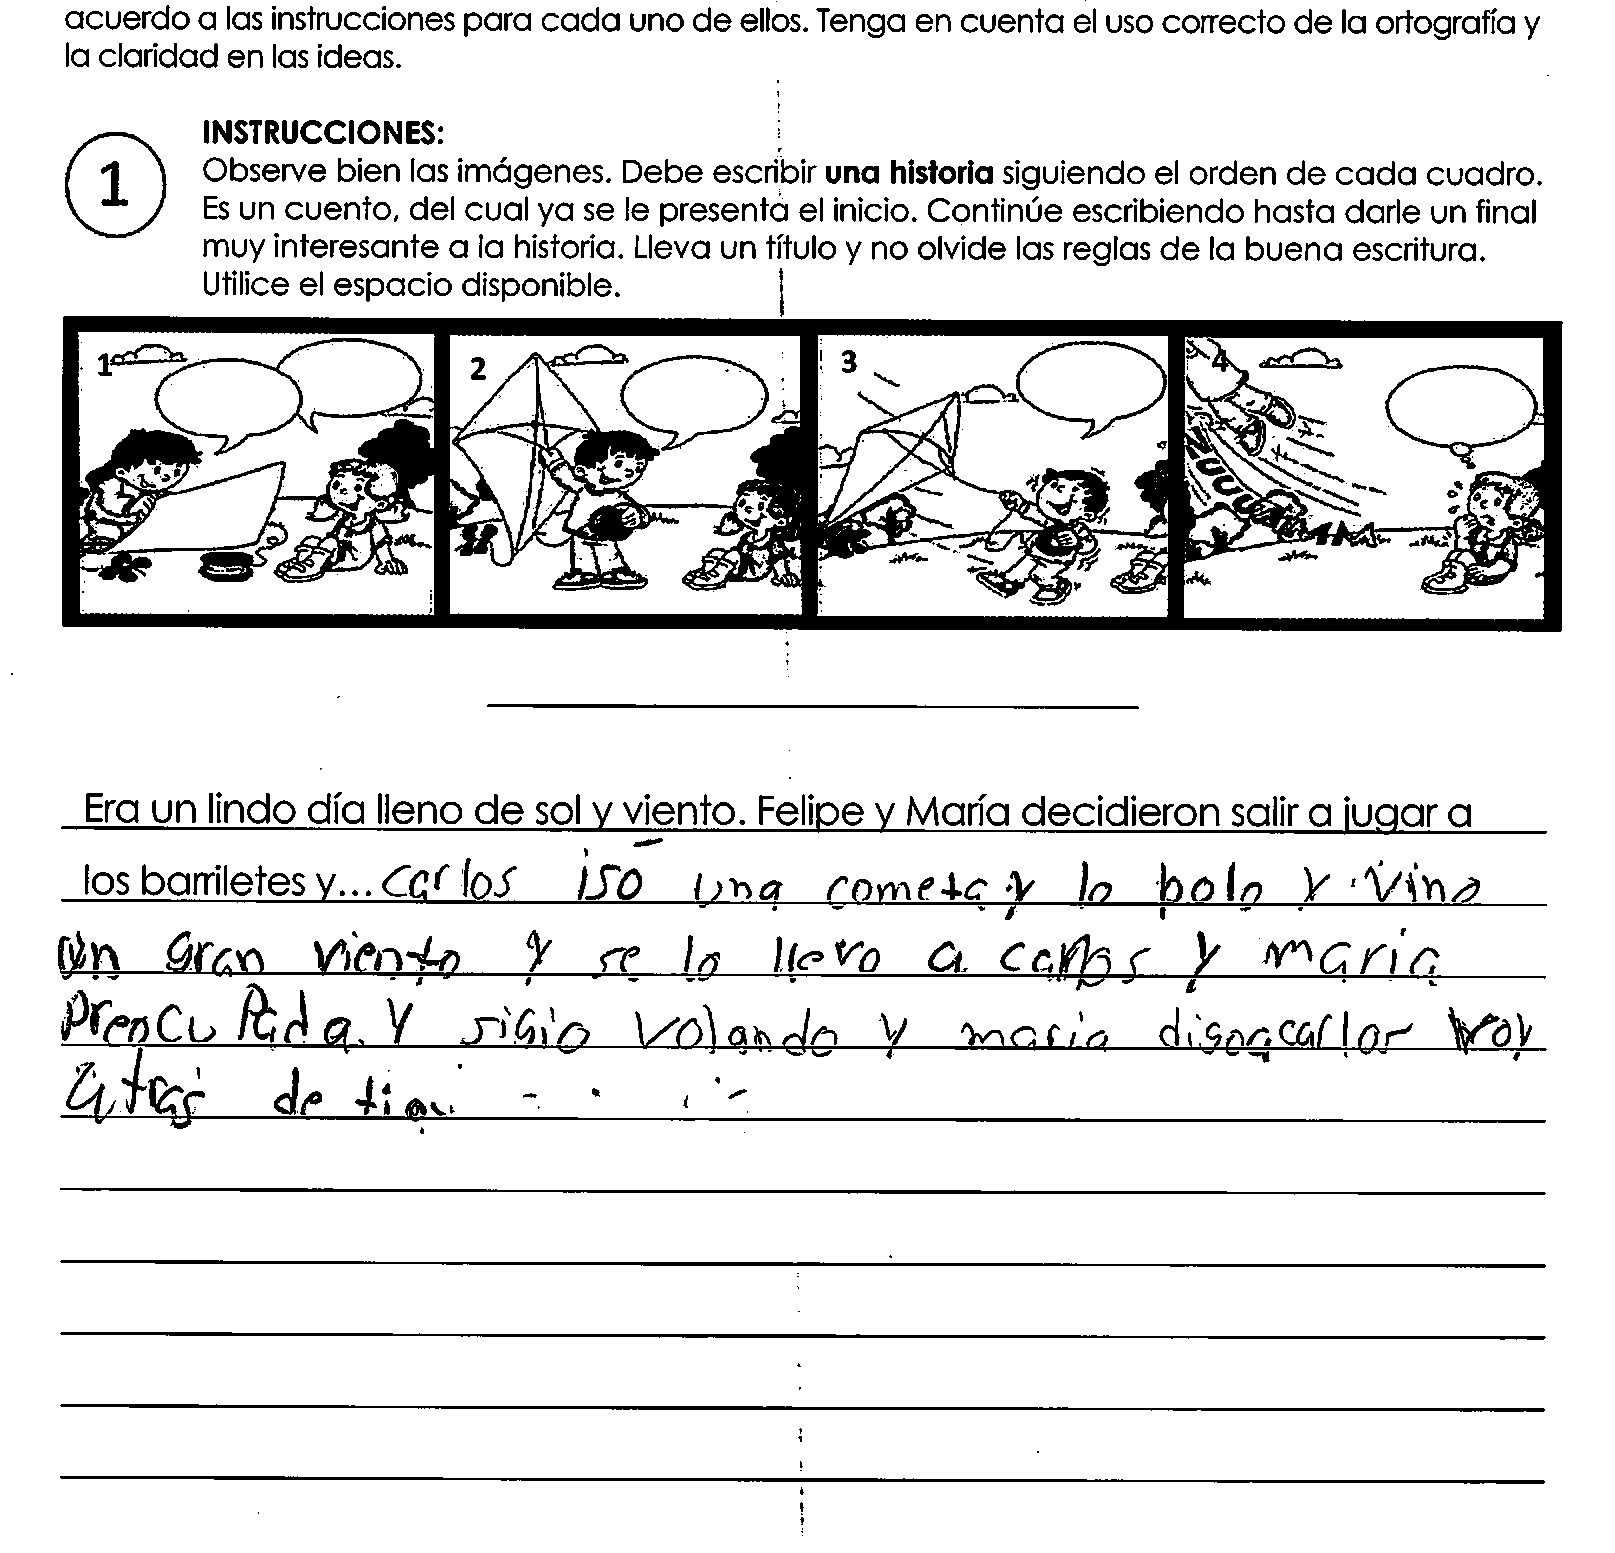 acuerdo a las instrucciones para cada uno de ellos. Tenga en cuenta el uso correcto de la ortografía y
la claridad en las ideas.
1
INSTRUCCIONES:
Observe bien las imágenes. Debe escribir una historia siguiendo el orden de cada cuadro.
Es un cuento, del cual ya se le presenta el inicio. Continúe escribiendo hasta darle un final
muy interesante a la historia. Lleva un título y no olvide las reglas de la buena escritura.
Utilice el espacio disponible.
1 2 3 4
Era un lindo día lleno de sol y viento. Felipe y María decidieron salir a jugar a
los barriletes y... carlos iso una cometa y lo bolo y vino
un gran viento y se lo llevo a carlos y maria
preocupada y sigio volando y maria disoacarlos voy
atras de